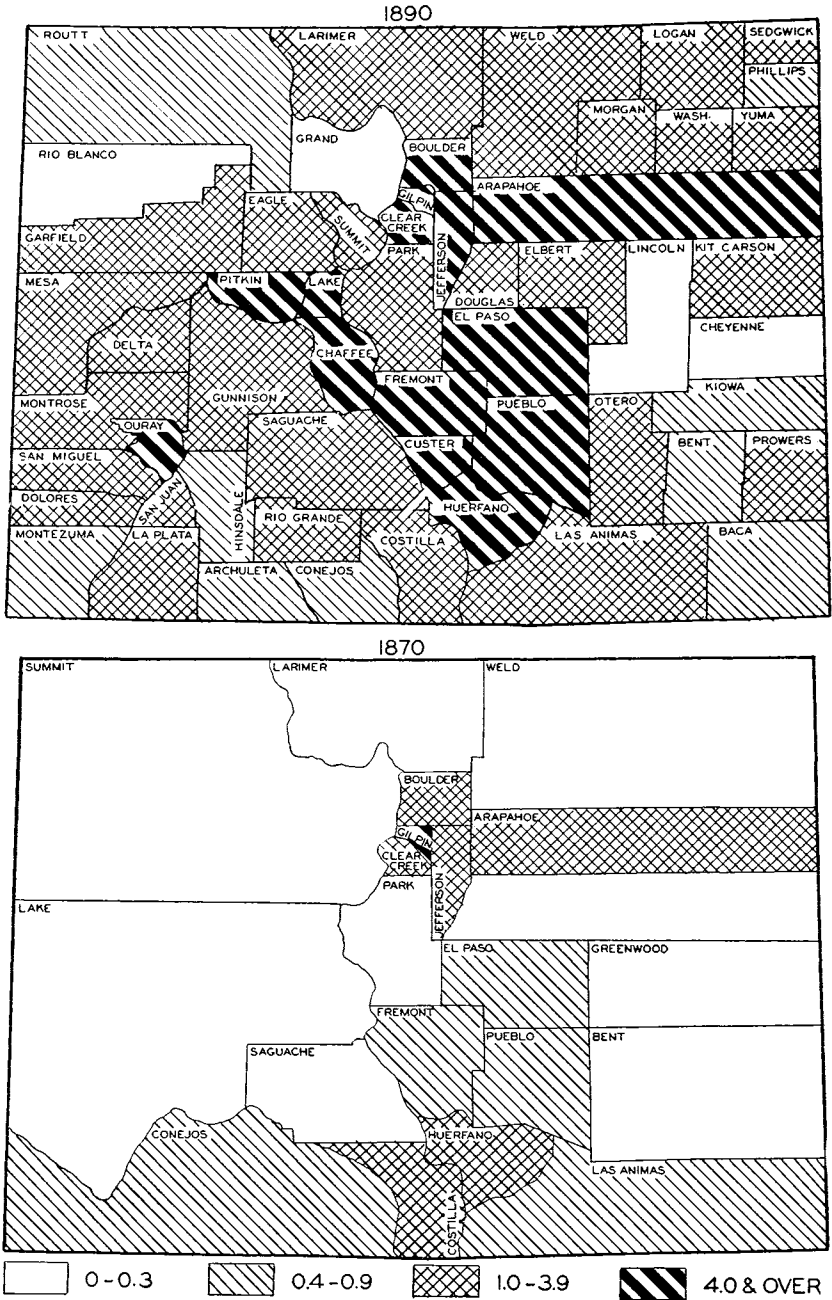 1890
ROUTT LARIMER WELD LOGAN SEDGWICK
PHILLIPS
MORGAN WASH. YUMA
GRAND
RIO BLANCO BOULDER
GILPIN ARAPAHOE
EAGLE SUMMIT CLEAR CREEK
GARFIELD PARK JEFFERSON ELBERT LINCOLN KIT CARSON
MESA PITKIN LAKE DOUGLAS
EL PASO
CHEYENNE
DELTA CHAFFEE
FREMONT
MONTROSE GUNNISON PUEBLO OTERO KIOWA
OURAY SAGUACHE
CUSTER BENT PROWERS
SAN MIGUEL
DOLORES SAN JUAN HINSDALE RIO GRANDE HUERFANO
MONTEZUMA LA PLATA COSTILLA LAS ANIMAS BACA
ARCHULETA CONEJOS
1870
SUMMIT LARIMER WELD
BOULDER
GILPIN ARAPAHOE
CLEAR CREEK
PARK JEFFERSON
LAKE
EL PASO GREENWOOD
FREMONT
PUEBLO BENT
SAGUACHE
CONEJOS HUERFANO
LAS ANIMAS
COSTILLA
0-0.3 0.4-0.9 1.0-3.9 4.0 & OVER